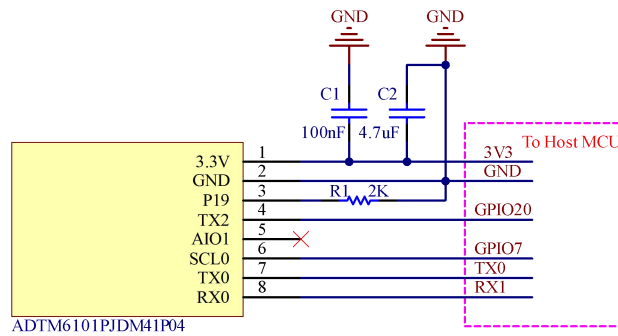 GND GND
C1 C2
100nF 4.7uF
To Host MCU
3.3V 1 3V3
GND 2 GND
P19 3 R1 2K
TX2 4 GPIO20
AIO1 5
SCL0 6 GPIO7
TX0 7 TX0
RX0 8 RX1
ADTM6101PJDM41P04